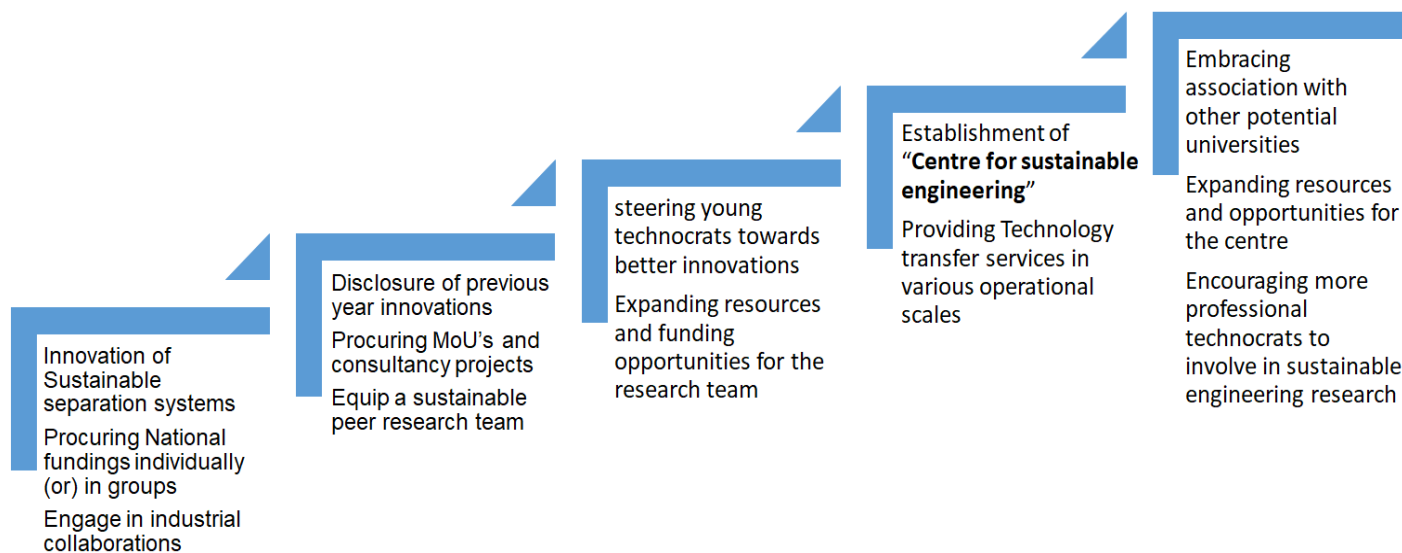 Innovation of
Sustainable
separation systems
Procuring National
fundings individually
(or) in groups
Engage in industrial
collaborations
Disclosure of previous
year innovations
Procuring MoU's and
consultancy projects
Equip a sustainable
peer research team
steering young
technocrats towards
better innovations
Expanding resources
and funding
opportunities for the
research team
Establishment of
“Centre for sustainable
engineering”
Providing Technology
transfer services in
various operational
scales
Embracing
association with
other potential
universities
Expanding resources
and opportunities for
the centre
Encouraging more
professional
technocrats to
involve in sustainable
engineering research